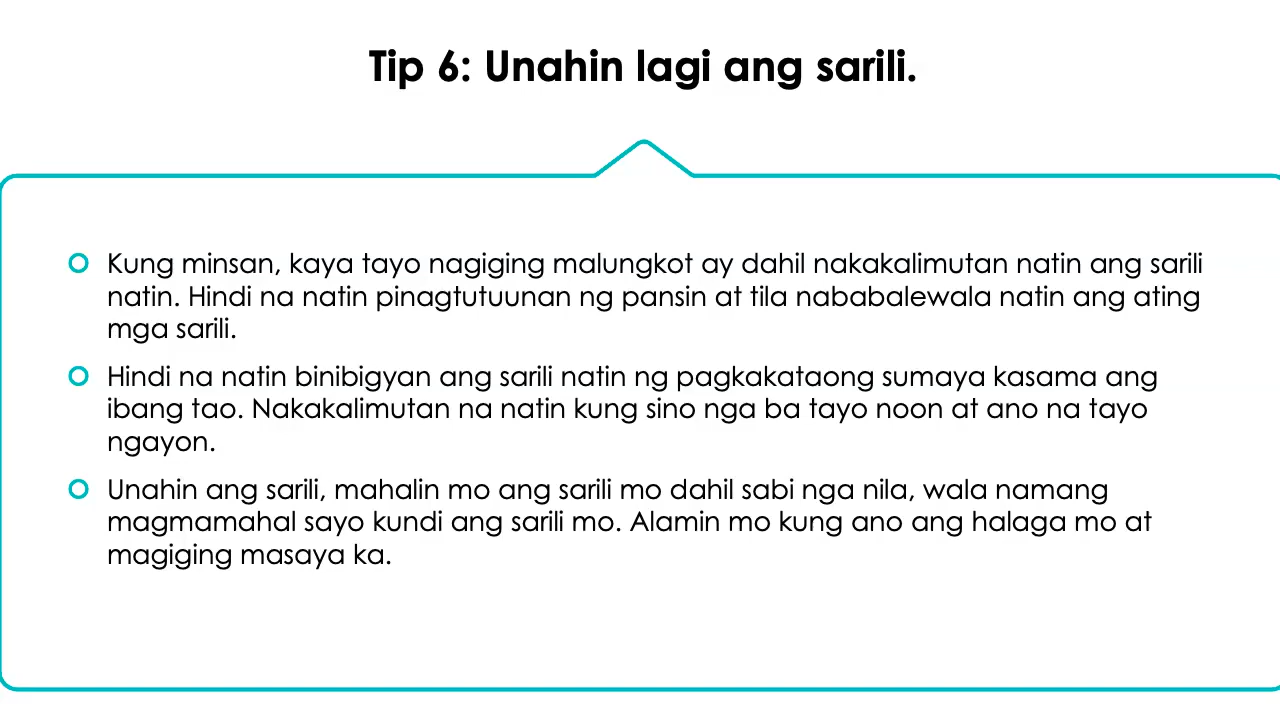 Tip 6: Unahin lagi ang sarili.
Kung minsan, kaya tayo nagiging malungkot ay dahil nakakalimutan natin ang sarili
natin. Hindi na natin pinagtutuunan ng pansin at tila nababalewala natin ang ating
mga sarili.
Hindi na natin binibigyan ang sarili natin ng pagkakataong sumaya kasama ang
ibang tao. Nakakalimutan na natin kung sino nga ba tayo noon at ano na tayo
ngayon.
Unahin ang sarili, mahalin mo ang sarili mo dahil sabi nga nila, wala namang
magmamahal sayo kundi ang sarili mo. Alamin mo kung ano ang halaga mo at
magiging masaya ka.